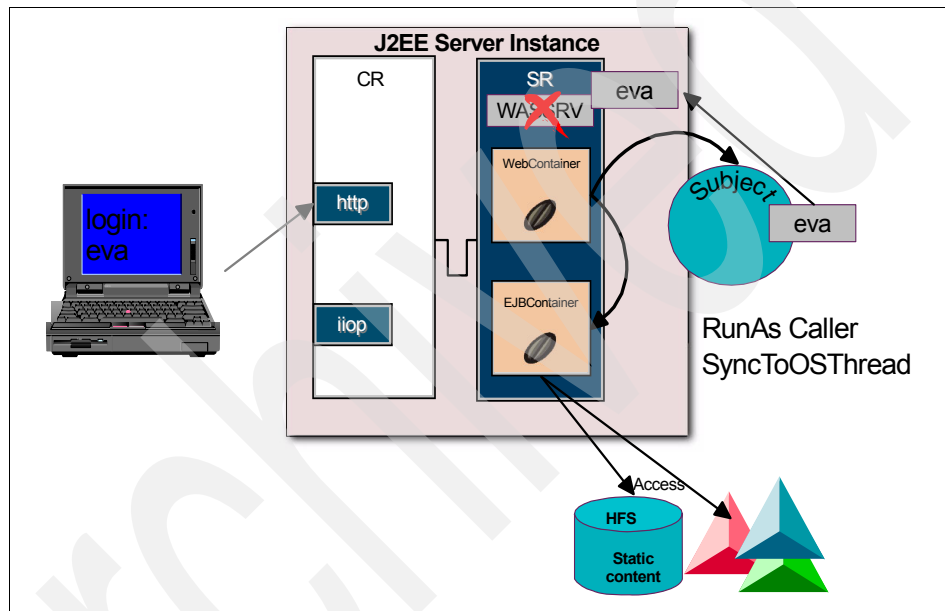 J2EE Server Instance
CR
SR
WASSRV
eva
WebContainer
Subject
eva
login:
eva
http
iiop
EJBContainer
RunAs Caller
SyncToOSThread
Access
HFS
Static
content